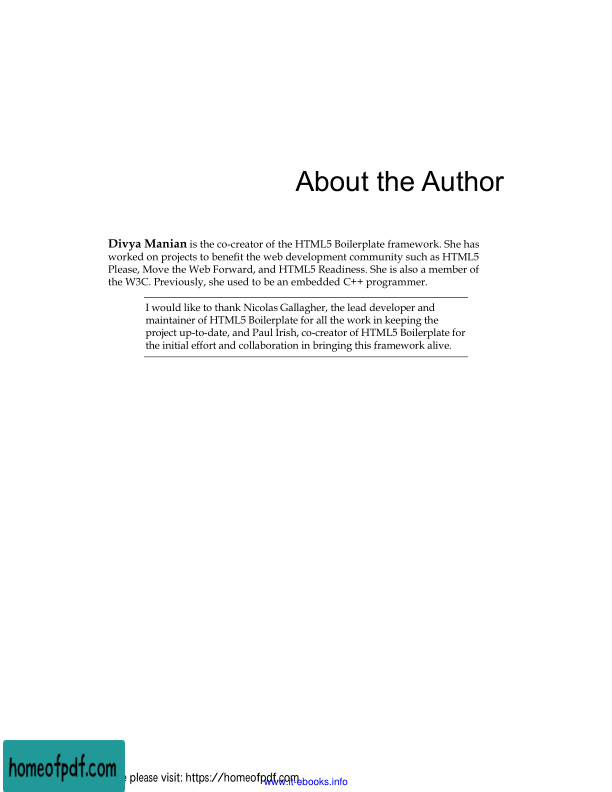 About the Author
Divya Manian is the co-creator of the HTML5 Boilerplate framework. She has
worked on projects to benefit the web development community such as HTML5
Please, Move the Web Forward, and HTML5 Readiness. She is also a member of
the W3C. Previously, she used to be an embedded C++ programmer.
I would like to thank Nicolas Gallagher, the lead developer and
maintainer of HTML5 Boilerplate for all the work in keeping the
project up-to-date, and Paul Irish, co-creator of HTML5 Boilerplate for
the initial effort and collaboration in bringing this framework alive.
homeofpdf.com
please visit: https://homeofpdf.com
www.it-ebooks.info